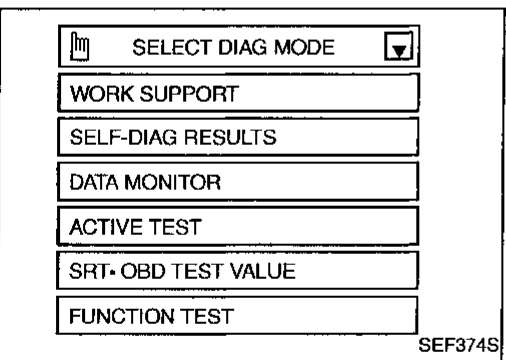 SELECT DIAG MODE
WORK SUPPORT
SELF-DIAG RESULTS
DATA MONITOR
ACTIVE TEST
SRT• OBD TEST VALUE
FUNCTION TEST
SEF374S